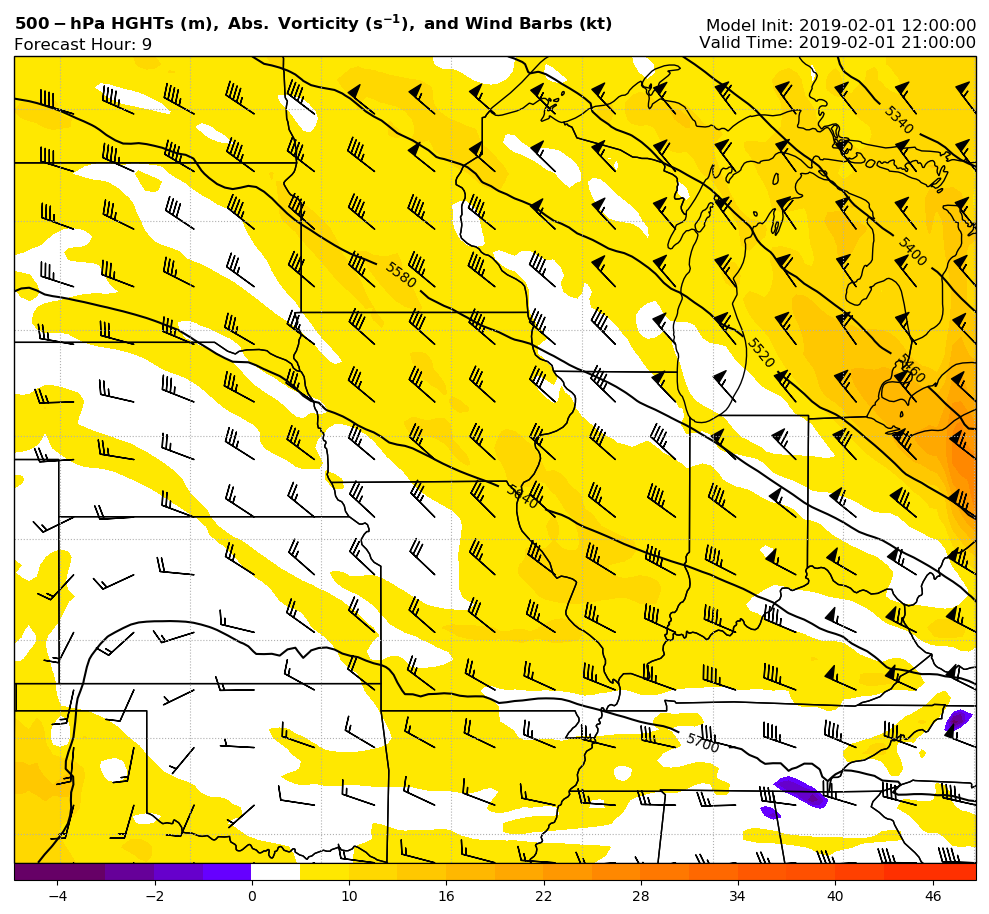 500 − hPa HGHTs (m), Abs. Vorticity (s⁻¹), and Wind Barbs (kt)
Forecast Hour: 9
Model Init: 2019-02-01 12:00:00
Valid Time: 2019-02-01 21:00:00
5340
5400
5580
5520
5460
5640
5700
−4 −2 0 10 16 22 28 34 40 46